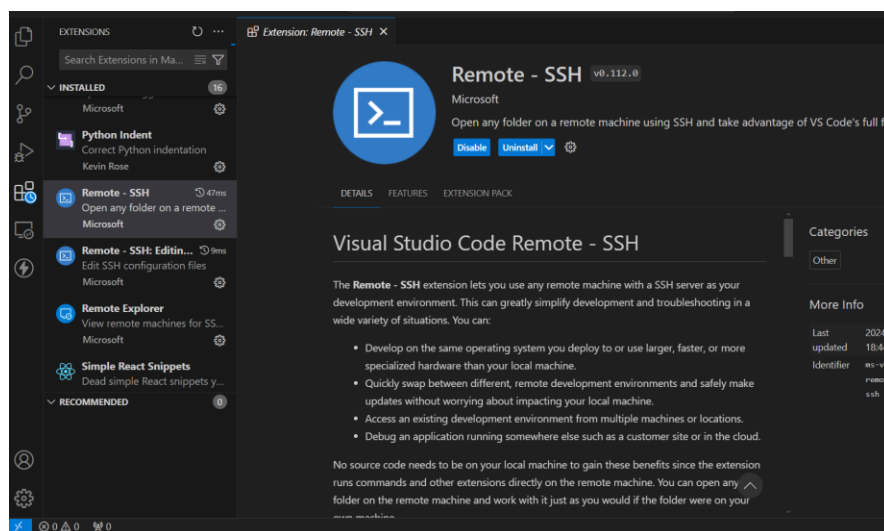 EXTENSIONS
Search Extensions in Ma...
INSTALLED 16
Microsoft
Python Indent
Correct Python indentation
Kevin Rose
Remote - SSH 47ms
Open any folder on a remote ...
Microsoft
Remote - SSH: Editin... 9ms
Edit SSH configuration files
Microsoft
Remote Explorer
View remote machines for SS...
Microsoft
Simple React Snippets
Dead simple React snippets y...
RECOMMENDED 0
0 0 0
Extension: Remote - SSH
Remote - SSH v0.112.0
Microsoft
Open any folder on a remote machine using SSH and take advantage of VS Code's full f
Disable Uninstall
DETAILS FEATURES EXTENSION PACK
Visual Studio Code Remote - SSH
The Remote - SSH extension lets you use any remote machine with a SSH server as your
development environment. This can greatly simplify development and troubleshooting in a
wide variety of situations. You can:
• Develop on the same operating system you deploy to or use larger, faster, or more
specialized hardware than your local machine.
• Quickly swap between different, remote development environments and safely make
updates without worrying about impacting your local machine.
• Access an existing development environment from multiple machines or locations.
• Debug an application running somewhere else such as a customer site or in the cloud.
No source code needs to be on your local machine to gain these benefits since the extension
runs commands and other extensions directly on the remote machine. You can open any
folder on the remote machine and work with it just as you would if the folder were on your
own machine.
Categories
Other
More Info
Last 2024
updated 18:4
Identifier ms-v
remo
ssh